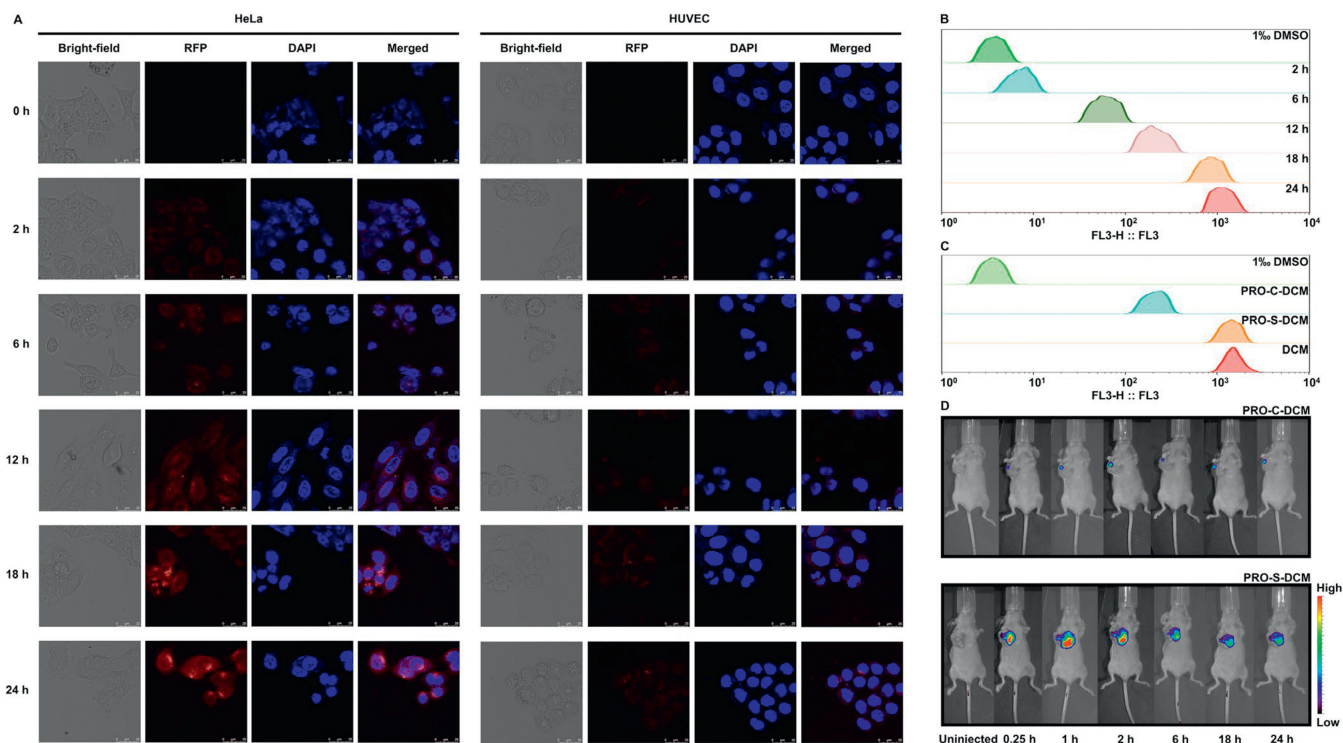 A
HeLa
HUVEC
Bright-field RFP DAPI Merged
Bright-field RFP DAPI Merged
0 h
2 h
6 h
12 h
18 h
24 h
B
1‰ DMSO
2 h
6 h
12 h
18 h
24 h
10⁰ 10¹ 10² 10³ 10⁴
FL3-H :: FL3
C
1‰ DMSO
PRO-C-DCM
PRO-S-DCM
DCM
10⁰ 10¹ 10² 10³ 10⁴
FL3-H :: FL3
D
PRO-C-DCM
PRO-S-DCM
High
Low
Uninjected 0.25 h 1 h 2 h 6 h 18 h 24 h